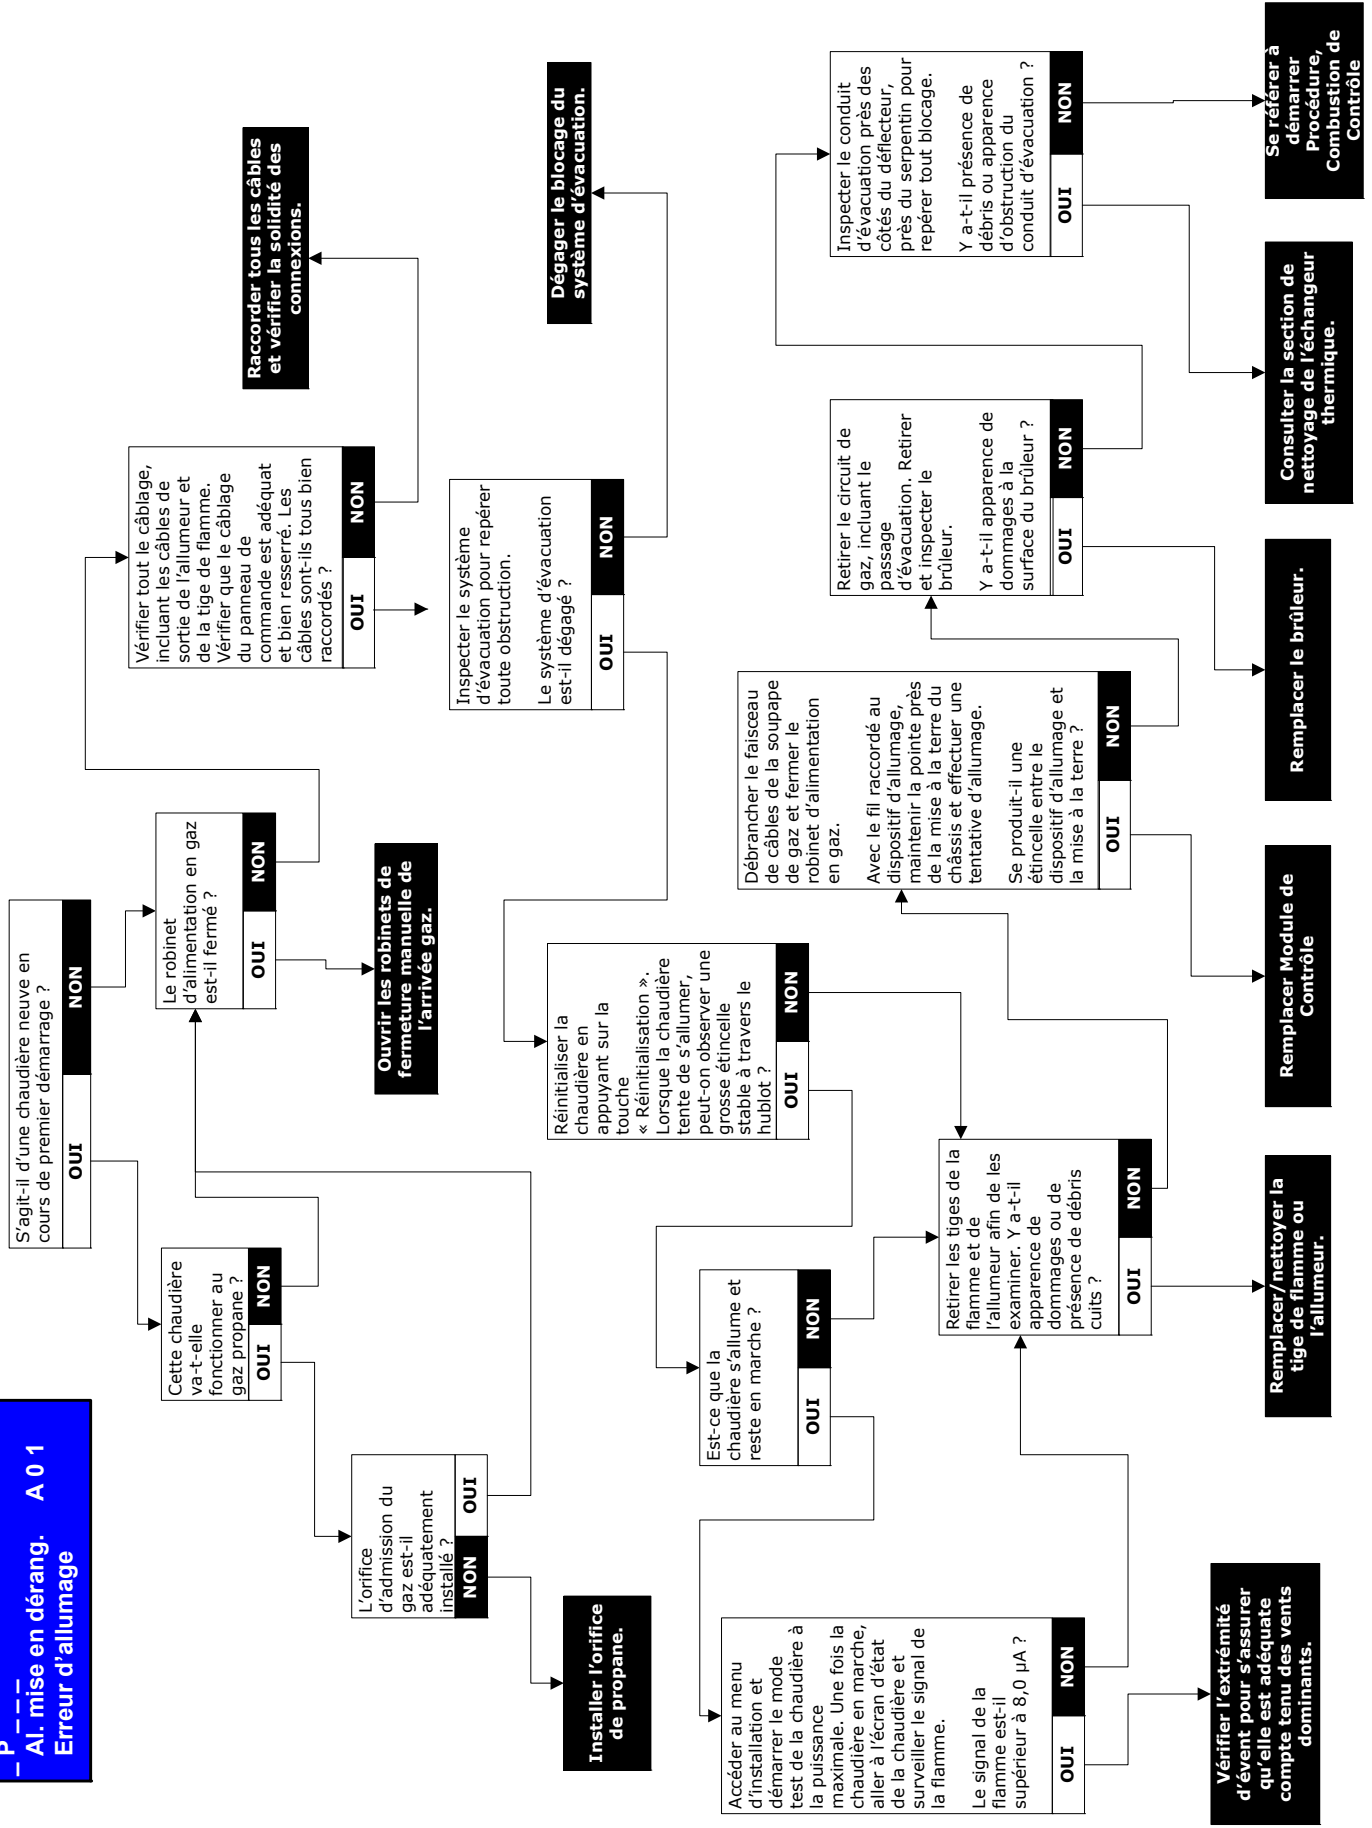 _ P _ _ _
Al. mise en dérang. A 0 1
Erreur d'allumage
S'agit-il d'une chaudière neuve en
cours de premier démarrage ?
OUI
NON
Cette chaudière
va-t-elle
fonctionner au
gaz propane ?
OUI
NON
Le robinet
d'alimentation en gaz
est-il fermé ?
OUI
NON
Vérifier tout le câblage,
incluant les câbles de
sortie de l'allumeur et
de la tige de flamme.
Vérifier que le câblage
du panneau de
commande est adéquat
et bien resserré. Les
câbles sont-ils tous bien
raccordés ?
OUI
NON
Raccorder tous les câbles
et vérifier la solidité des
connexions.
L'orifice
d'admission du
gaz est-il
adéquatement
installé ?
NON
OUI
Ouvrir les robinets de
fermeture manuelle de
l'arrivée gaz.
Inspecter le système
d'évacuation pour repérer
toute obstruction.
Le système d'évacuation
est-il dégagé ?
OUI
NON
Dégager le blocage du
système d'évacuation.
Installer l'orifice
de propane.
Réinitialiser la
chaudière en
appuyant sur la
touche
« Réinitialisation ».
Lorsque la chaudière
tente de s'allumer,
peut-on observer une
grosse étincelle
stable à travers le
hublot ?
OUI
NON
Est-ce que la
chaudière s'allume et
reste en marche ?
OUI
NON
Accéder au menu
d'installation et
démarrer le mode
test de la chaudière à
la puissance
maximale. Une fois la
chaudière en marche,
aller à l'écran d'état
de la chaudière et
surveiller le signal de
la flamme.
Le signal de la
flamme est-il
supérieur à 8,0 µA ?
OUI
NON
Retirer les tiges de la
flamme et de
l'allumeur afin de les
examiner. Y a-t-il
apparence de
dommages ou de
présence de débris
cuits ?
OUI
NON
Débrancher le faisceau
de câbles de la soupape
de gaz et fermer le
robinet d'alimentation
en gaz.
Avec le fil raccordé au
dispositif d'allumage,
maintenir la pointe près
de la mise à la terre du
châssis et effectuer une
tentative d'allumage.
Se produit-il une
étincelle entre le
dispositif d'allumage et
la mise à la terre ?
OUI
NON
Retirer le circuit de
gaz, incluant le
passage
d'évacuation. Retirer
et inspecter le
brûleur.
Y a-t-il apparence de
dommages à la
surface du brûleur ?
OUI
NON
Inspecter le conduit
d'évacuation près des
côtés du déflecteur,
près du serpentin pour
repérer tout blocage.
Y a-t-il présence de
débris ou apparence
d'obstruction du
conduit d'évacuation ?
OUI
NON
Vérifier l'extrémité
d'évent pour s'assurer
qu'elle est adéquate
compte tenu des vents
dominants.
Remplacer/nettoyer la
tige de flamme ou
l'allumeur.
Remplacer Module de
Contrôle
Remplacer le brûleur.
Consulter la section de
nettoyage de l'échangeur
thermique.
Se référer à
démarrer
Procédure,
Combustion de
Contrôle